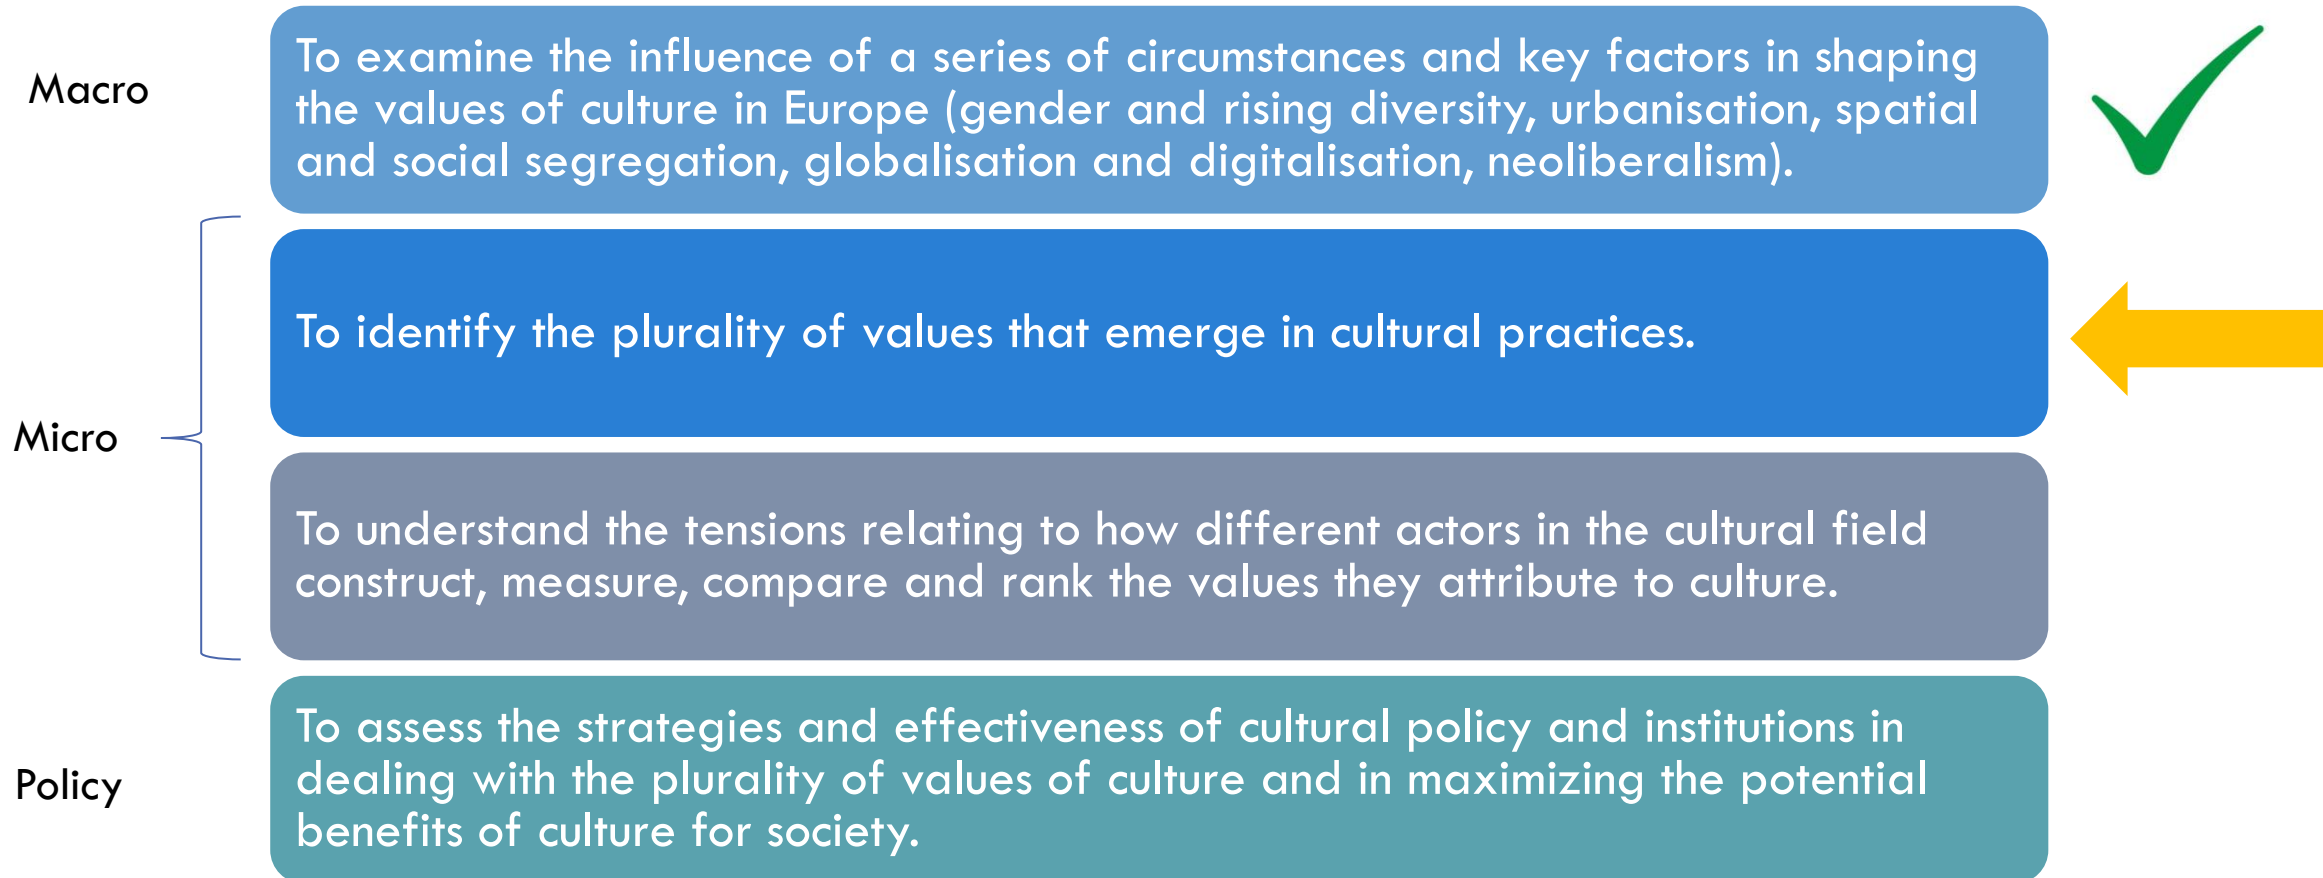 Macro
To examine the influence of a series of circumstances and key factors in shaping
the values of culture in Europe (gender and rising diversity, urbanisation, spatial
and social segregation, globalisation and digitalisation, neoliberalism).
To identify the plurality of values that emerge in cultural practices.
Micro
To understand the tensions relating to how different actors in the cultural field
construct, measure, compare and rank the values they attribute to culture.
Policy
To assess the strategies and effectiveness of cultural policy and institutions in
dealing with the plurality of values of culture and in maximizing the potential
benefits of culture for society.